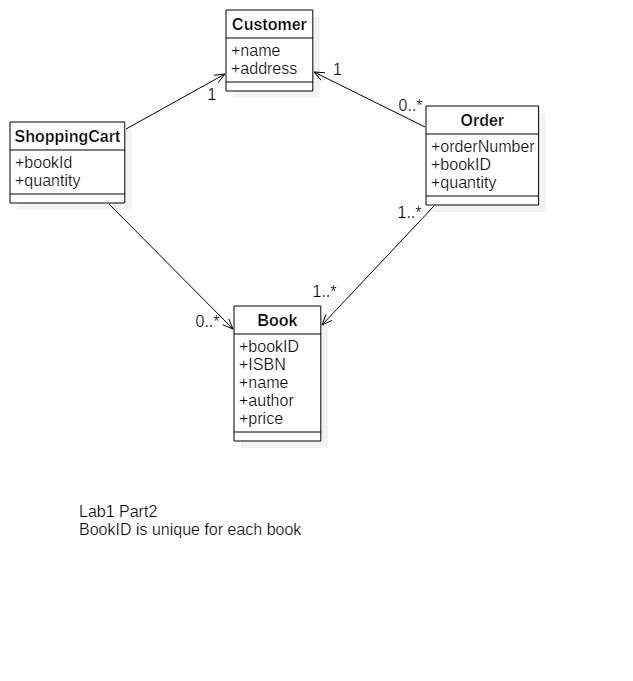 Customer
+name
+address
1
1
0..*
ShoppingCart
+bookId
+quantity
Order
+orderNumber
+bookID
+quantity
1..*
1..*
0..*
Book
+bookID
+ISBN
+name
+author
+price
Lab1 Part2
BookID is unique for each book